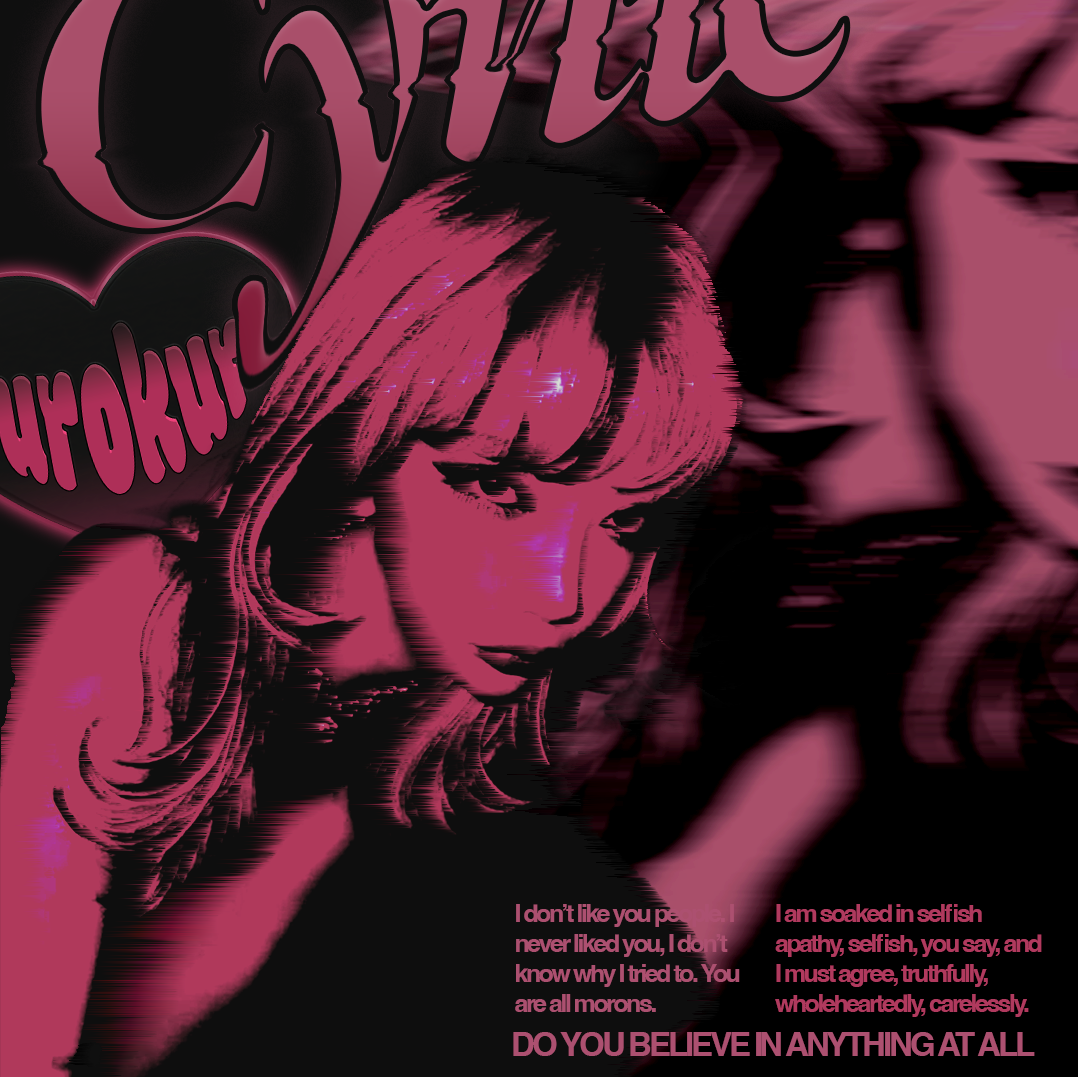 urokur
I don't like you people. I
never liked you, I don't
know why I tried to. You
are all morons.
I am soaked in selfish
apathy, selfish, you say, and
I must agree, truthfully,
wholeheartedly, carelessly.
DO YOU BELIEVE IN ANYTHING AT ALL